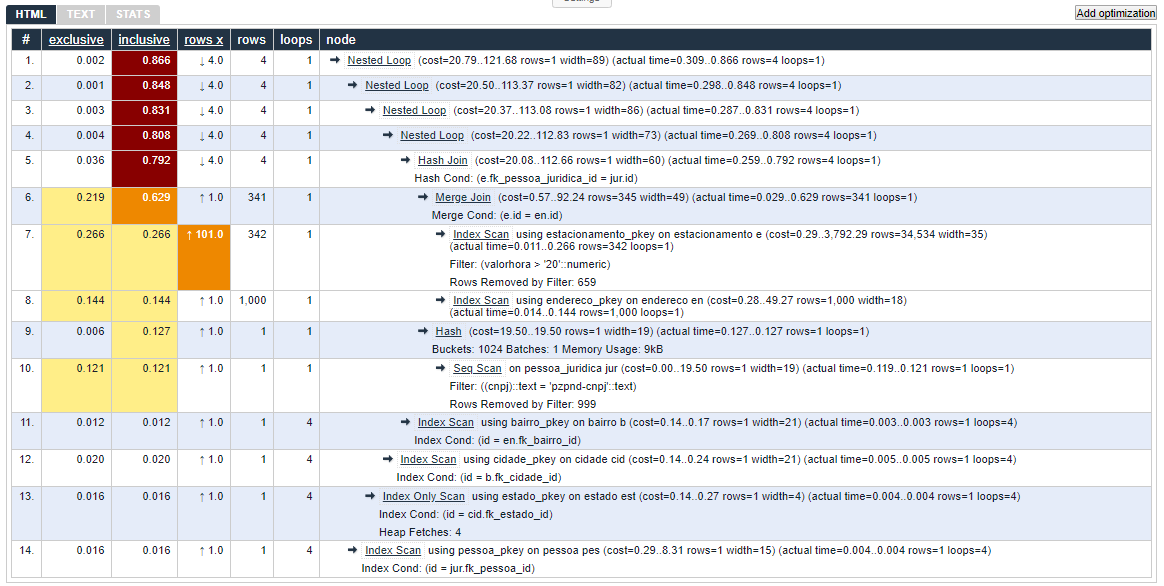 HTML TEXT STATS
Add optimization
# exclusive inclusive rows x rows loops node
1. 0.002 0.866 ↓ 4.0 4 1 → Nested Loop (cost=20.79..121.68 rows=1 width=89) (actual time=0.309..0.866 rows=4 loops=1)
2. 0.001 0.848 ↓ 4.0 4 1 → Nested Loop (cost=20.50..113.37 rows=1 width=82) (actual time=0.298..0.848 rows=4 loops=1)
3. 0.003 0.831 ↓ 4.0 4 1 → Nested Loop (cost=20.37..113.08 rows=1 width=86) (actual time=0.287..0.831 rows=4 loops=1)
4. 0.004 0.808 ↓ 4.0 4 1 → Nested Loop (cost=20.22..112.83 rows=1 width=73) (actual time=0.269..0.808 rows=4 loops=1)
5. 0.036 0.792 ↓ 4.0 4 1 → Hash Join (cost=20.08..112.66 rows=1 width=60) (actual time=0.259..0.792 rows=4 loops=1)
Hash Cond: (e.fk_pessoa_juridica_id = jur.id)
6. 0.219 0.629 ↑ 1.0 341 1 → Merge Join (cost=0.57..92.24 rows=345 width=49) (actual time=0.029..0.629 rows=341 loops=1)
Merge Cond: (e.id = en.id)
7. 0.266 0.266 ↑ 101.0 342 1 → Index Scan using estacionamento_pkey on estacionamento e (cost=0.29..3,792.29 rows=34,534 width=35)
(actual time=0.011..0.266 rows=342 loops=1)
Filter: (valorhora > '20'::numeric)
Rows Removed by Filter: 659
8. 0.144 0.144 ↑ 1.0 1,000 1 → Index Scan using endereco_pkey on endereco en (cost=0.28..49.27 rows=1,000 width=18)
(actual time=0.014..0.144 rows=1,000 loops=1)
9. 0.006 0.127 ↑ 1.0 1 1 → Hash (cost=19.50..19.50 rows=1 width=19) (actual time=0.127..0.127 rows=1 loops=1)
Buckets: 1024 Batches: 1 Memory Usage: 9kB
10. 0.121 0.121 ↑ 1.0 1 1 → Seq Scan on pessoa_juridica jur (cost=0.00..19.50 rows=1 width=19) (actual time=0.119..0.121 rows=1 loops=1)
Filter: ((cnpj)::text = 'pzpnd-cnpj'::text)
Rows Removed by Filter: 999
11. 0.012 0.012 ↑ 1.0 1 4 → Index Scan using bairro_pkey on bairro b (cost=0.14..0.17 rows=1 width=21) (actual time=0.003..0.003 rows=1 loops=4)
Index Cond: (id = en.fk_bairro_id)
12. 0.020 0.020 ↑ 1.0 1 4 → Index Scan using cidade_pkey on cidade cid (cost=0.14..0.24 rows=1 width=21) (actual time=0.005..0.005 rows=1 loops=4)
Index Cond: (id = b.fk_cidade_id)
13. 0.016 0.016 ↑ 1.0 1 4 → Index Only Scan using estado_pkey on estado est (cost=0.14..0.27 rows=1 width=4) (actual time=0.004..0.004 rows=1 loops=4)
Index Cond: (id = cid.fk_estado_id)
Heap Fetches: 4
14. 0.016 0.016 ↑ 1.0 1 4 → Index Scan using pessoa_pkey on pessoa pes (cost=0.29..8.31 rows=1 width=15) (actual time=0.004..0.004 rows=1 loops=4)
Index Cond: (id = jur.fk_pessoa_id)